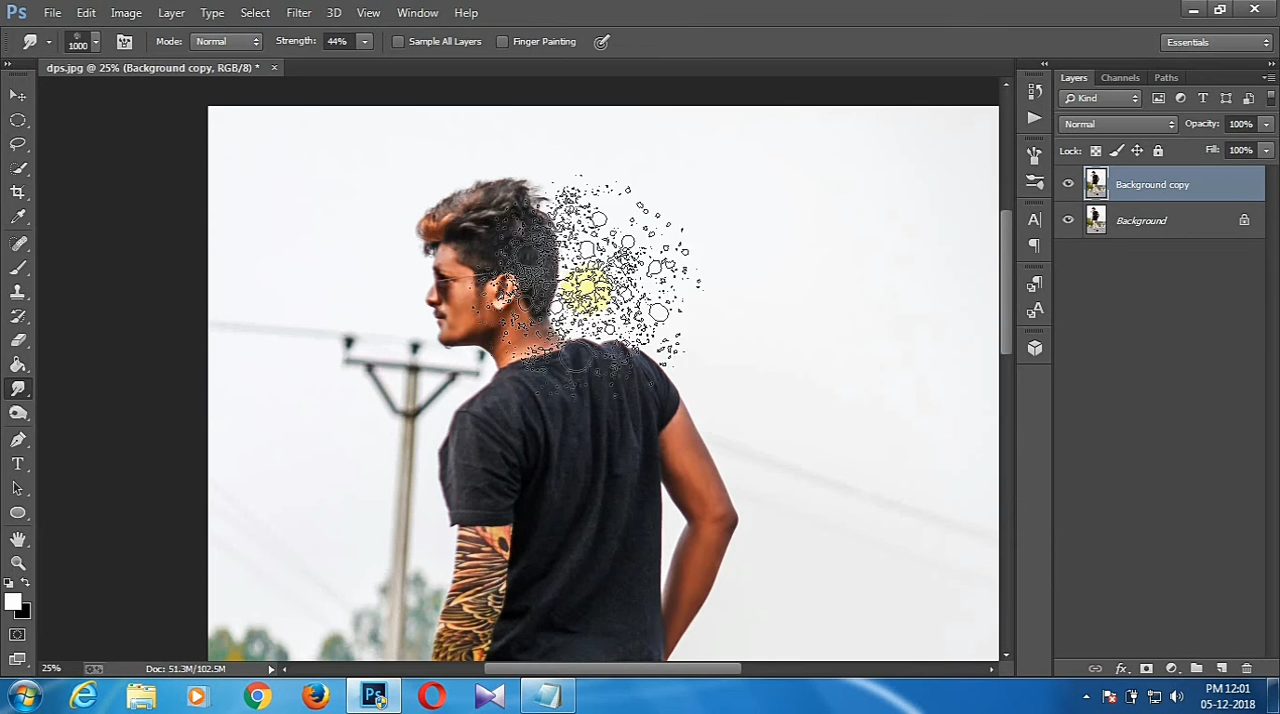 Ps File Edit Image Layer Type Select Filter 3D View Window Help
1000 Mode: Normal Strength: 44% Sample All Layers Finger Painting Essentials
dps.jpg @ 25% (Background copy, RGB/8) * ×
Layers Channels Paths
Kind
Normal Opacity: 100%
Lock: Fill: 100%
Background copy
Background
25% Doc: 51.3M/102.5M
PM 12:01
05-12-2018